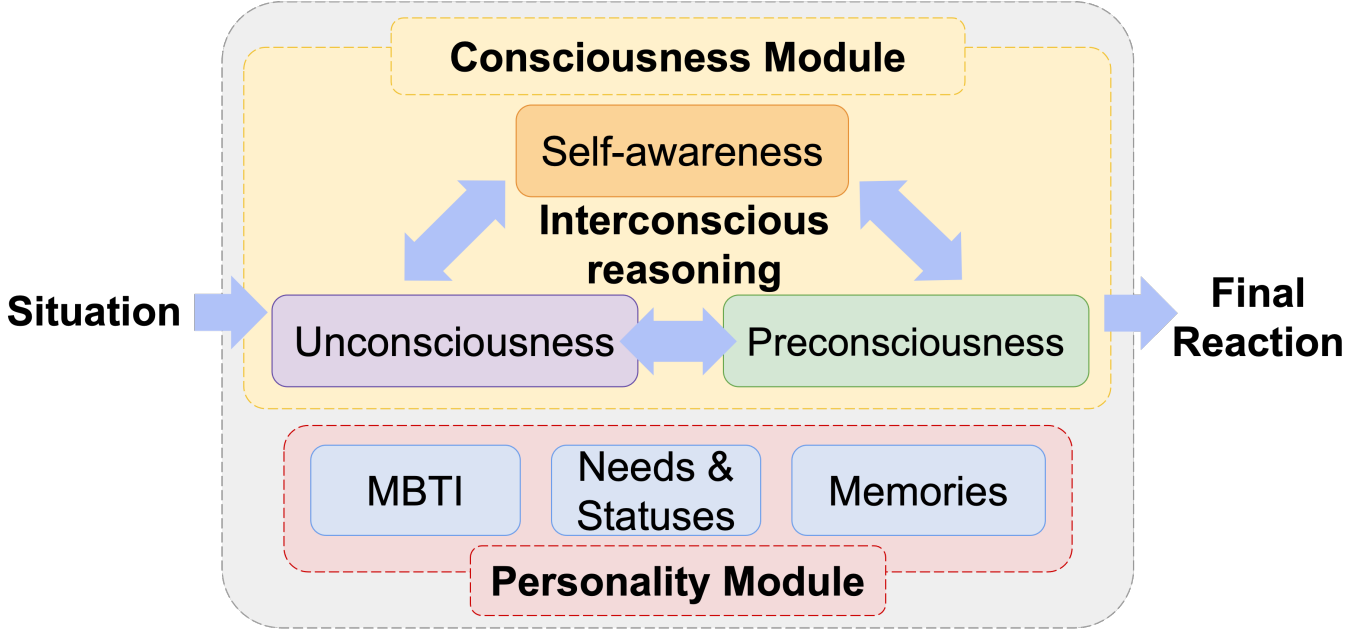 Consciousness Module
Self-awareness
Interconscious
reasoning
Situation
Unconsciousness
Preconsciousness
Final
Reaction
MBTI
Needs &
Statuses
Memories
Personality Module